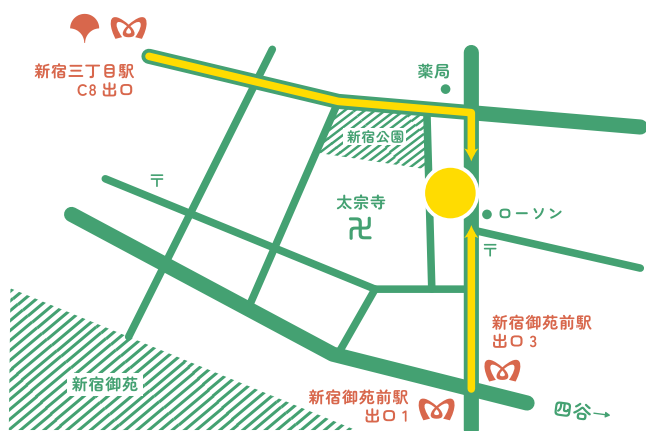 新宿三丁目駅
C8 出口
薬局
新宿公園
〒
太宗寺
卍
ローソン
〒
新宿御苑前駅
出口 3
新宿御苑
新宿御苑前駅
出口 1
四谷→